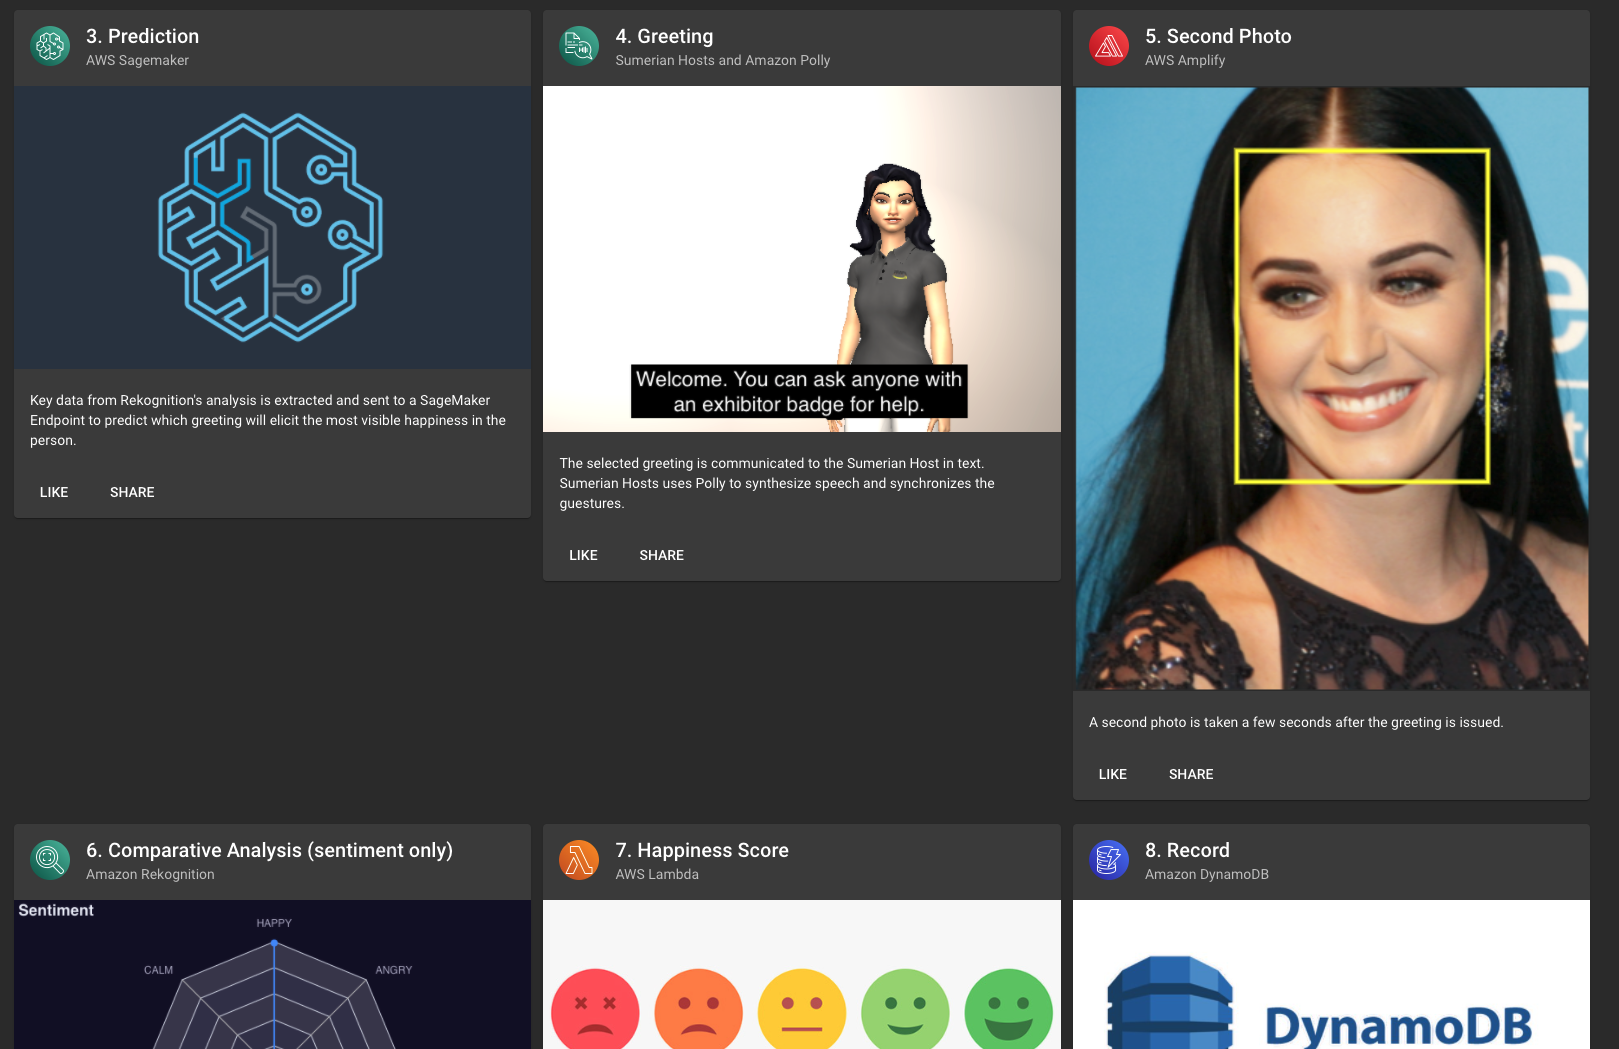 3. Prediction
AWS Sagemaker
Key data from Rekognition's analysis is extracted and sent to a SageMaker
Endpoint to predict which greeting will elicit the most visible happiness in the
person.
LIKE SHARE
4. Greeting
Sumerian Hosts and Amazon Polly
Welcome. You can ask anyone with
an exhibitor badge for help.
The selected greeting is communicated to the Sumerian Host in text.
Sumerian Hosts uses Polly to synthesize speech and synchronizes the
guestures.
LIKE SHARE
5. Second Photo
AWS Amplify
A second photo is taken a few seconds after the greeting is issued.
LIKE SHARE
6. Comparative Analysis (sentiment only)
Amazon Rekognition
Sentiment
HAPPY
CALM
ANGRY
7. Happiness Score
AWS Lambda
8. Record
Amazon DynamoDB
DynamoDB